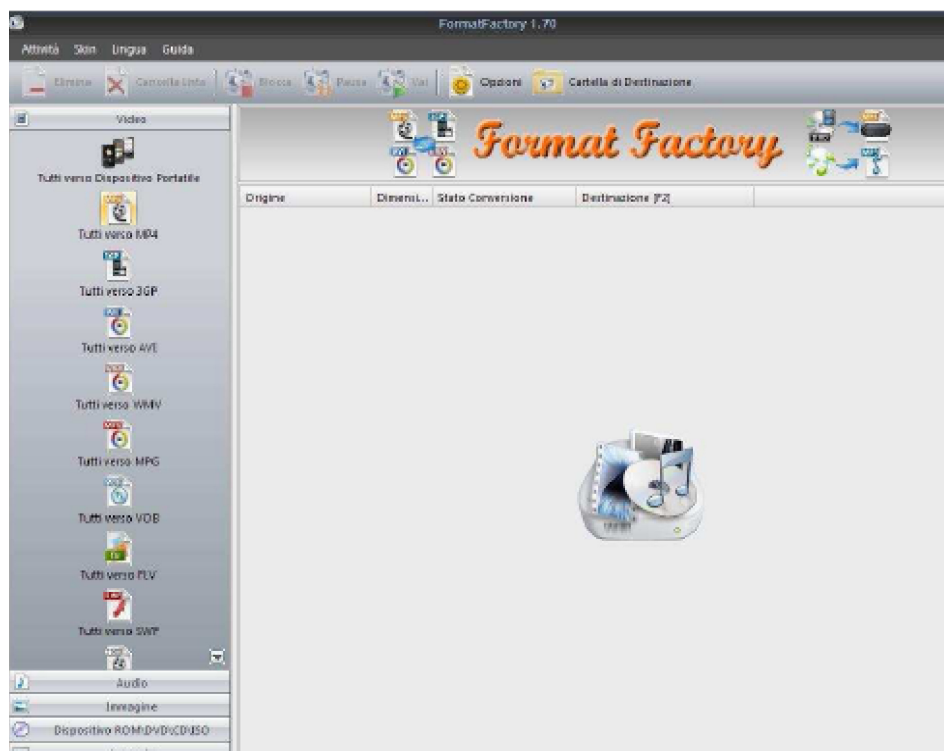 FormatFactory 1.70
Attività Skin Lingua Guida
Elimina Cancella Lista Blocca Pausa Vai Opzioni Cartella di Destinazione
Video
Format Factory
Tutti verso Dispositivo Portatile
Origine Dimensi... Stato Conversione Destinazione [F2]
Tutti verso MP4
Tutti verso 3GP
Tutti verso AVI
Tutti verso WMV
Tutti verso MPG
Tutti verso VOB
Tutti verso FLV
Tutti verso SWF
Audio
Immagine
Dispositivo ROM\DVD\CD\ISO